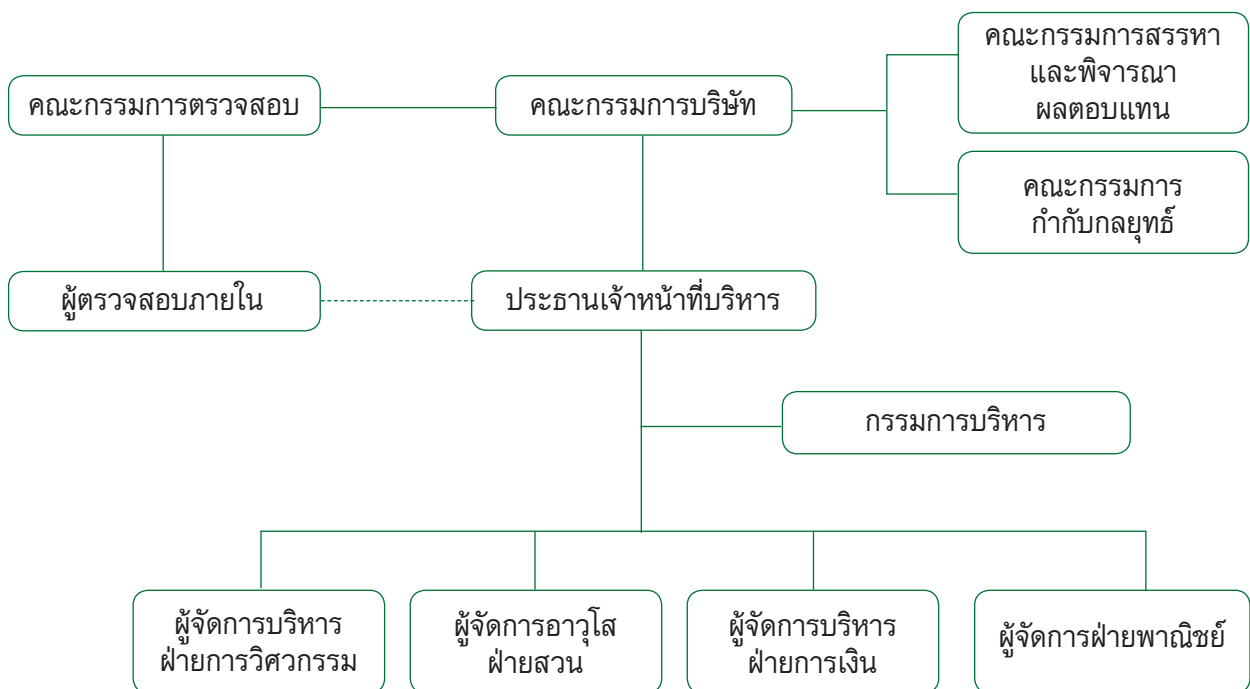 คณะกรรมการสรรหา
และพิจารณา
ผลตอบแทน
คณะกรรมการตรวจสอบ
คณะกรรมการบริษัท
คณะกรรมการ
กำกับกลยุทธ์
ผู้ตรวจสอบภายใน
ประธานเจ้าหน้าที่บริหาร
กรรมการบริหาร
ผู้จัดการบริหาร
ฝ่ายการวิศวกรรม
ผู้จัดการอาวุโส
ฝ่ายสวน
ผู้จัดการบริหาร
ฝ่ายการเงิน
ผู้จัดการฝ่ายพาณิชย์